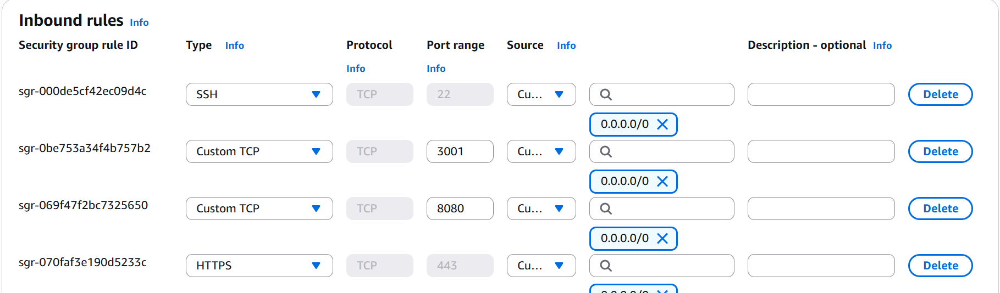 Inbound rules Info
Security group rule ID Type Info Protocol Info Port range Info Source Info Description - optional Info
sgr-000de5cf42ec09d4c SSH TCP 22 Cu... Delete
0.0.0.0/0
sgr-0be753a34f4b757b2 Custom TCP TCP 3001 Cu... Delete
0.0.0.0/0
sgr-069f47f2bc7325650 Custom TCP TCP 8080 Cu... Delete
0.0.0.0/0
sgr-070faf3e190d5233c HTTPS TCP 443 Cu... Delete